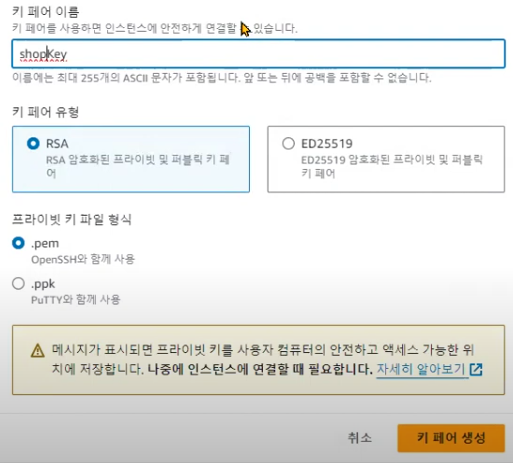 키 페어 이름
키 페어를 사용하면 인스턴스에 안전하게 연결할 수 있습니다.
shopKey
이름에는 최대 255개의 ASCII 문자가 포함됩니다. 앞 또는 뒤에 공백을 포함할 수 없습니다.
키 페어 유형
RSA
RSA 암호화된 프라이빗 및 퍼블릭 키 페
어
ED25519
ED25519 암호화된 프라이빗 및 퍼블릭
키 페어
프라이빗 키 파일 형식
.pem
OpenSSH와 함께 사용
.ppk
PuTTY와 함께 사용
메시지가 표시되면 프라이빗 키를 사용자 컴퓨터의 안전하고 액세스 가능한 위
치에 저장합니다. 나중에 인스턴스에 연결할 때 필요합니다. 자세히 알아보기
취소
키 페어 생성